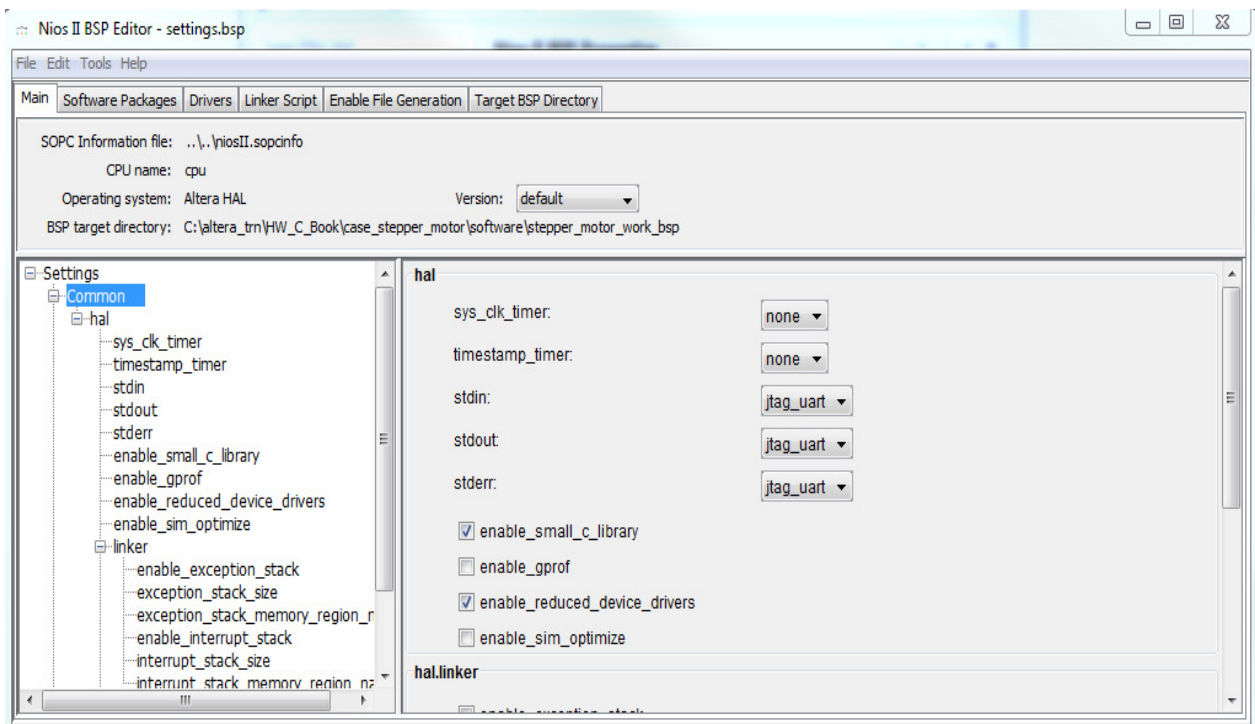 Nios II BSP Editor - settings.bsp
File Edit Tools Help
Main Software Packages Drivers Linker Script Enable File Generation Target BSP Directory
SOPC Information file: ..\..\niosII.sopcinfo
CPU name: cpu
Operating system: Altera HAL Version: default
BSP target directory: C:\altera_trn\HW_C_Book\case_stepper_motor\software\stepper_motor_work_bsp
Settings
Common
hal
sys_clk_timer
timestamp_timer
stdin
stdout
stderr
enable_small_c_library
enable_gprof
enable_reduced_device_drivers
enable_sim_optimize
linker
enable_exception_stack
exception_stack_size
exception_stack_memory_region_n
enable_interrupt_stack
interrupt_stack_size
interrupt_stack_memory_region_na
hal
sys_clk_timer: none
timestamp_timer: none
stdin: jtag_uart
stdout: jtag_uart
stderr: jtag_uart
enable_small_c_library
enable_gprof
enable_reduced_device_drivers
enable_sim_optimize
hal.linker